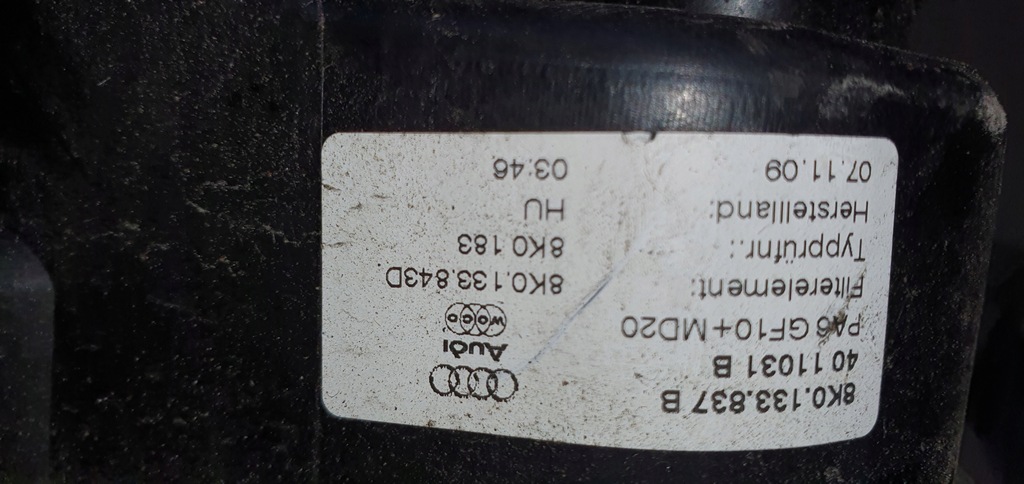 8K0.133.837 B
40 11031 B Audi
PA6 GF10+MD20
Filterelement: 8K0.133.843D
Typprüfnr.: 8K0 183
Herstellland: HU
07.11.09 03:46